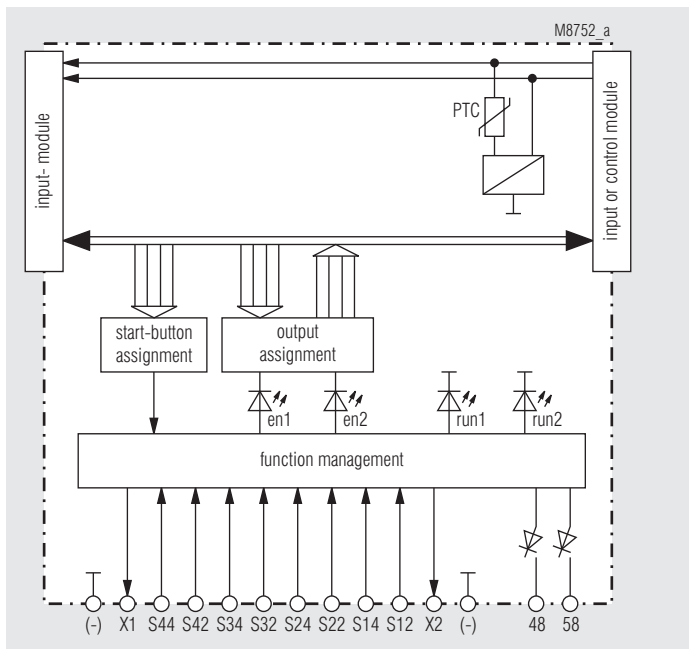 M8752_a
input- module
PTC
input or control module
start-button
assignment
output
assignment
en1
en2
run1
run2
function management
(-) X1 S44 S42 S34 S32 S24 S22 S14 S12 X2 (-) 48 58